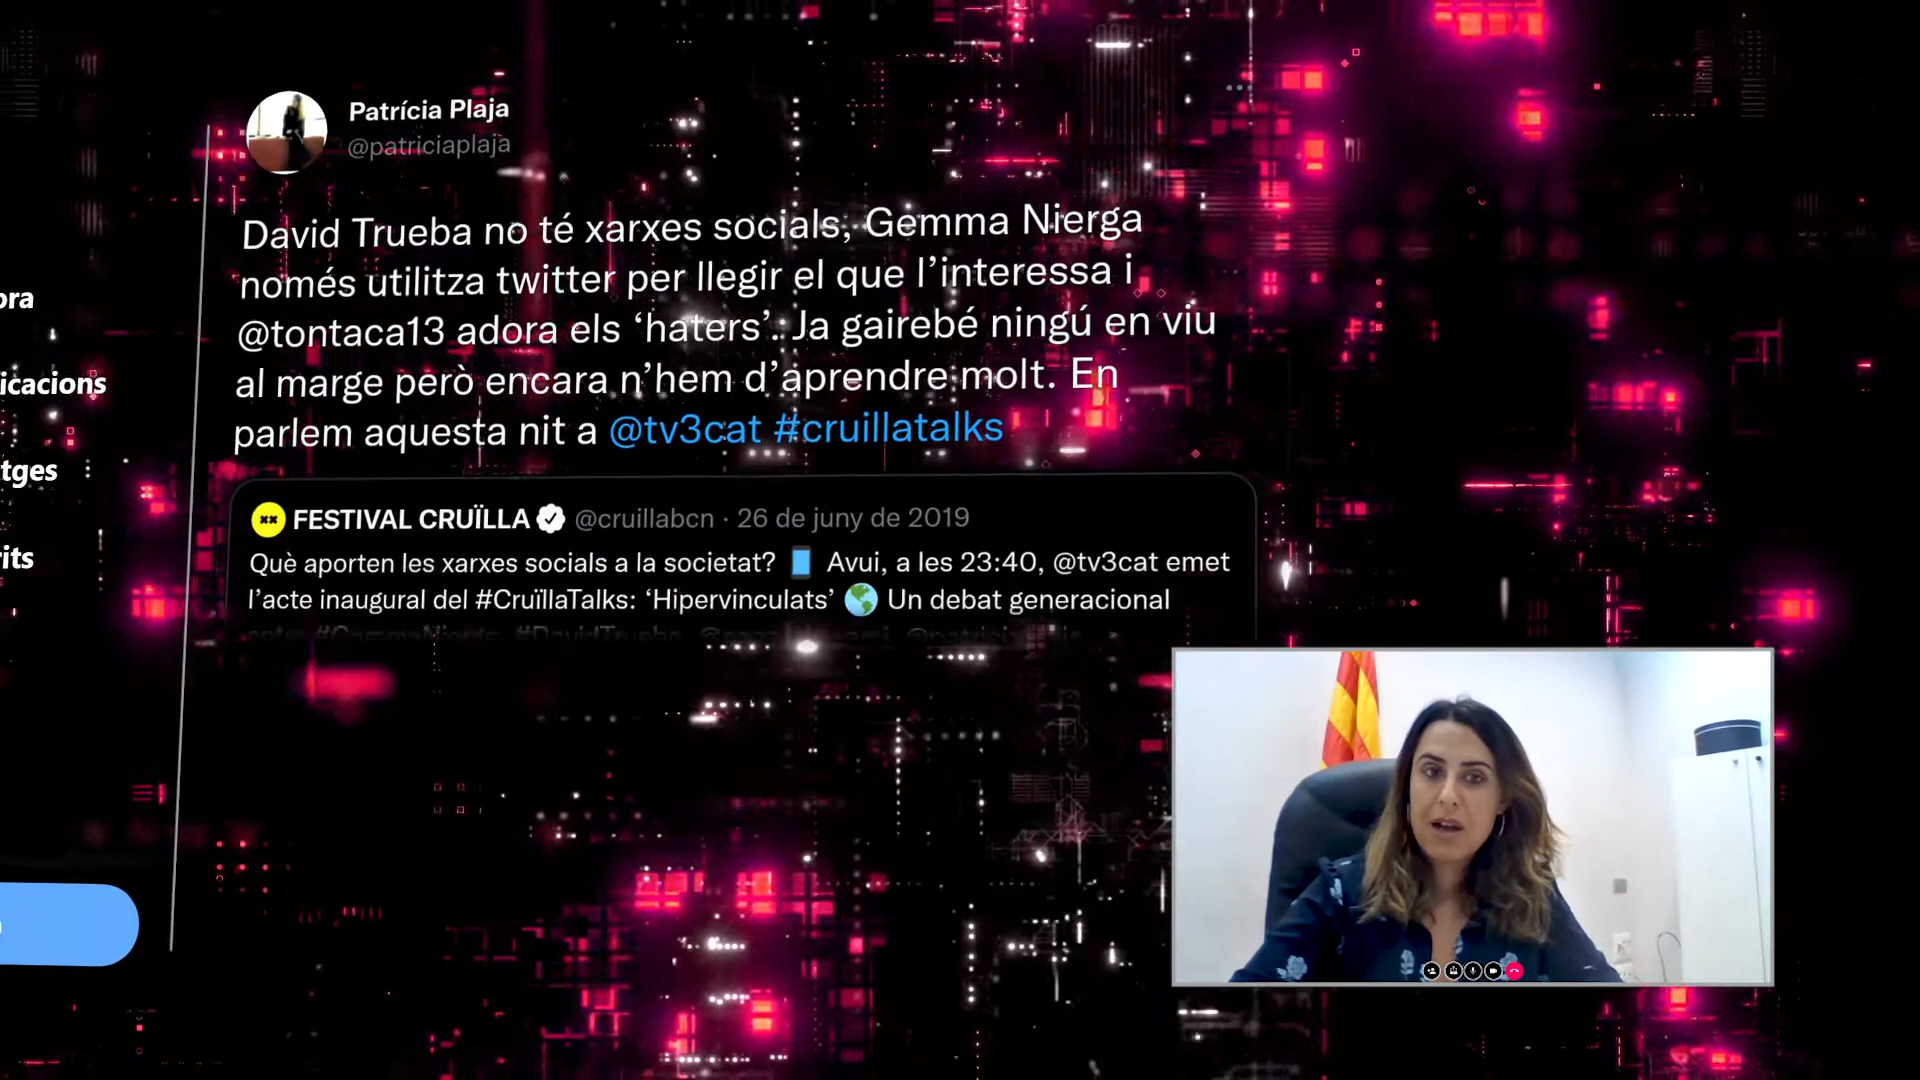 Patrícia Plaja
@patriciaplaja
David Trueba no té xarxes socials, Gemma Nierga
només utilitza twitter per llegir el que l’interessa i
@tontaca13 adora els ‘haters’. Ja gairebé ningú en viu
al marge però encara n’hem d’aprendre molt. En
parlem aquesta nit a @tv3cat #cruillatalks
ora
icacions
tges
rits
FESTIVAL CRUÏLLA @cruillabcn · 26 de juny de 2019
Què aporten les xarxes socials a la societat? Avui, a les 23:40, @tv3cat emet
l’acte inaugural del #CruïllaTalks: ‘Hipervinculats’ Un debat generacional